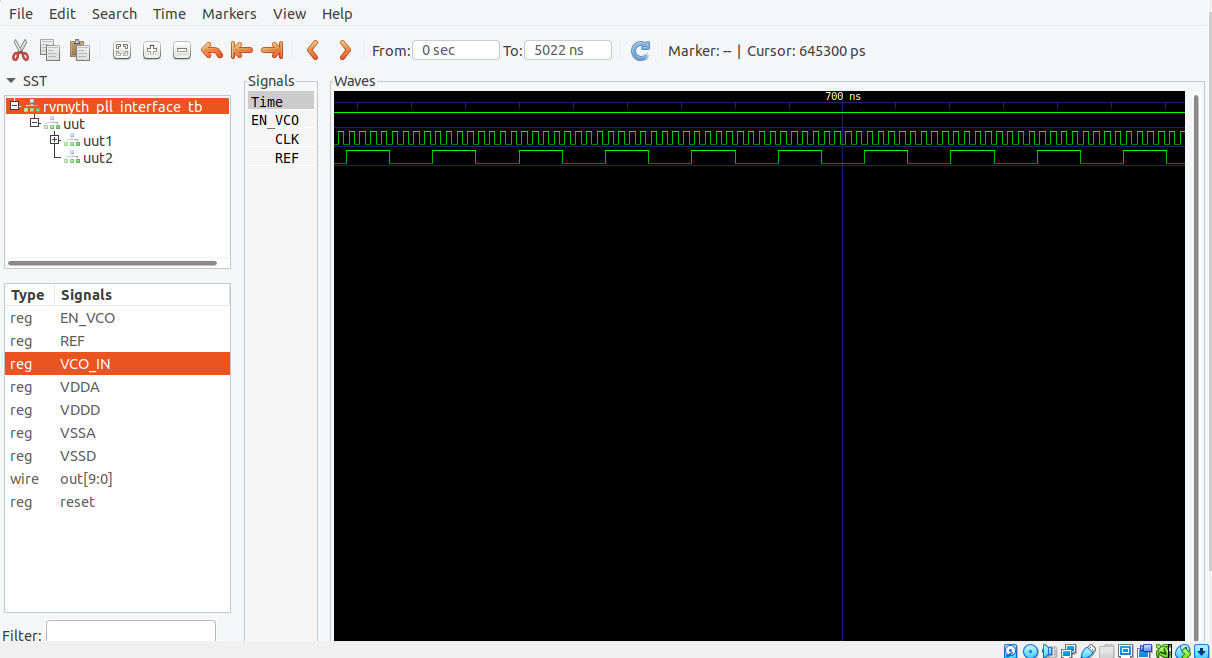 File Edit Search Time Markers View Help
From: 0 sec To: 5022 ns Marker: -- | Cursor: 645300 ps
SST
rvmyth_pll_interface_tb
uut
uut1
uut2
Type Signals
reg EN_VCO
reg REF
reg VCO_IN
reg VDDA
reg VDDD
reg VSSA
reg VSSD
wire out[9:0]
reg reset
Filter:
Signals
Time
EN_VCO
CLK
REF
Waves
700 ns